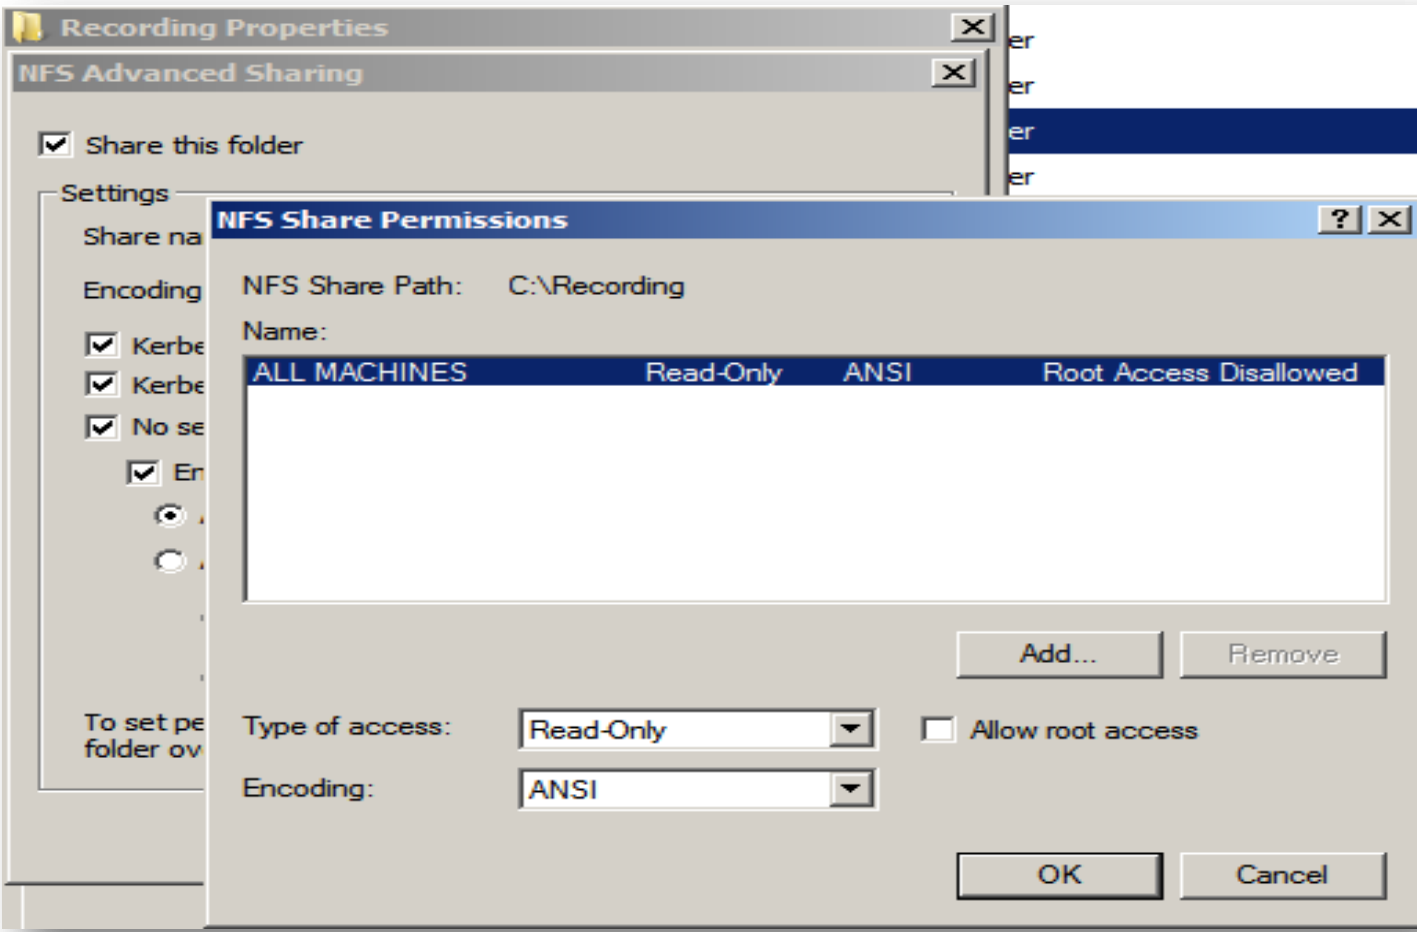 Recording Properties
er
NFS Advanced Sharing
er
Share this folder
er
er
Settings
NFS Share Permissions
Share na
NFS Share Path: C:\Recording
Encoding
Name:
Kerbe
ALL MACHINES Read-Only ANSI Root Access Disallowed
Kerbe
No se
En
Add...
Remove
To set pe
folder ov
Type of access: Read-Only
Allow root access
Encoding: ANSI
OK
Cancel